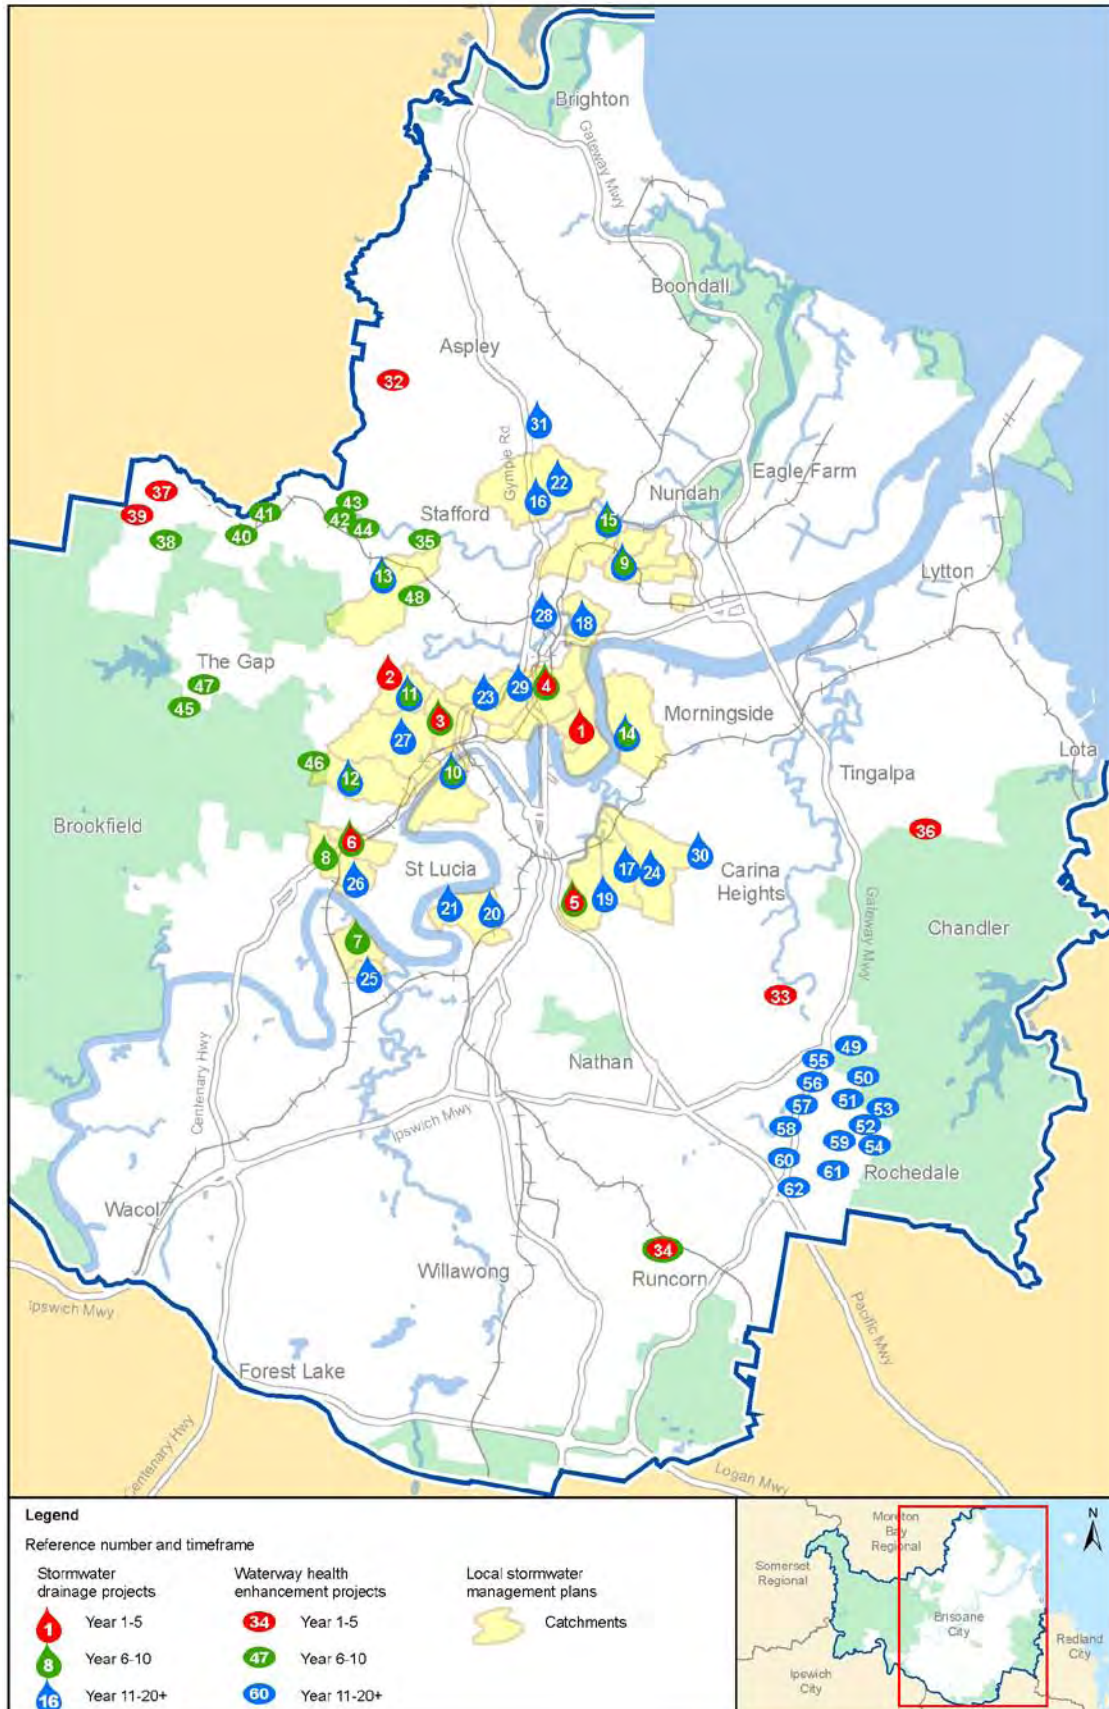 Brighton
Gateway Mwy
Boondall
Aspley
32
31
Gympie Rd
22
16
Eagle Farm
Nundah
37
39
38
41
40
43
42
44
Stafford
35
15
9
13
48
Lytton
28
18
The Gap
47
45
2
11
23
29
4
3
1
27
Morningside
14
Lota
46
12
10
Tingalpa
Brookfield
36
6
8
St Lucia
26
30
17
24
Carina
Heights
21
20
5
19
Gateway Mwy
Chandler
7
25
33
Centenary Hwy
Nathan
49
55
50
56
51
57
53
58
52
59
54
60
61
Rochedale
62
Ipswich Mwy
Wacol
34
Willawong
Runcorn
Ipswich Mwy
Pacific Mwy
Forest Lake
Centenary Hwy
Logan Mwy
Legend
Reference number and timeframe
Stormwater
drainage projects
1 Year 1-5
8 Year 6-10
16 Year 11-20+
Waterway health
enhancement projects
34 Year 1-5
47 Year 6-10
60 Year 11-20+
Local stormwater
management plans
Catchments
Moreton
Bay
Regional
Somerset
Regional
Brisbane
City
Ipswich
City
Redland
City
N